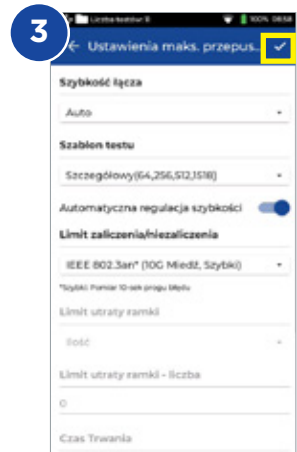 3
Liczba testów: 11
100% 08:58
← Ustawienia maks. przepus... ✓
Szybkość łącza
Auto
Szablon testu
Szczegółowy(64,256,512,1518)
Automatyczna regulacja szybkości
Limit zaliczenia/niezaliczenia
IEEE 802.3an* (10G Miedź, Szybki)
*Szybki: Pomiar 10-sek progu błędu
Limit utraty ramki
Ilość
Limit utraty ramki - liczba
0
Czas Trwania